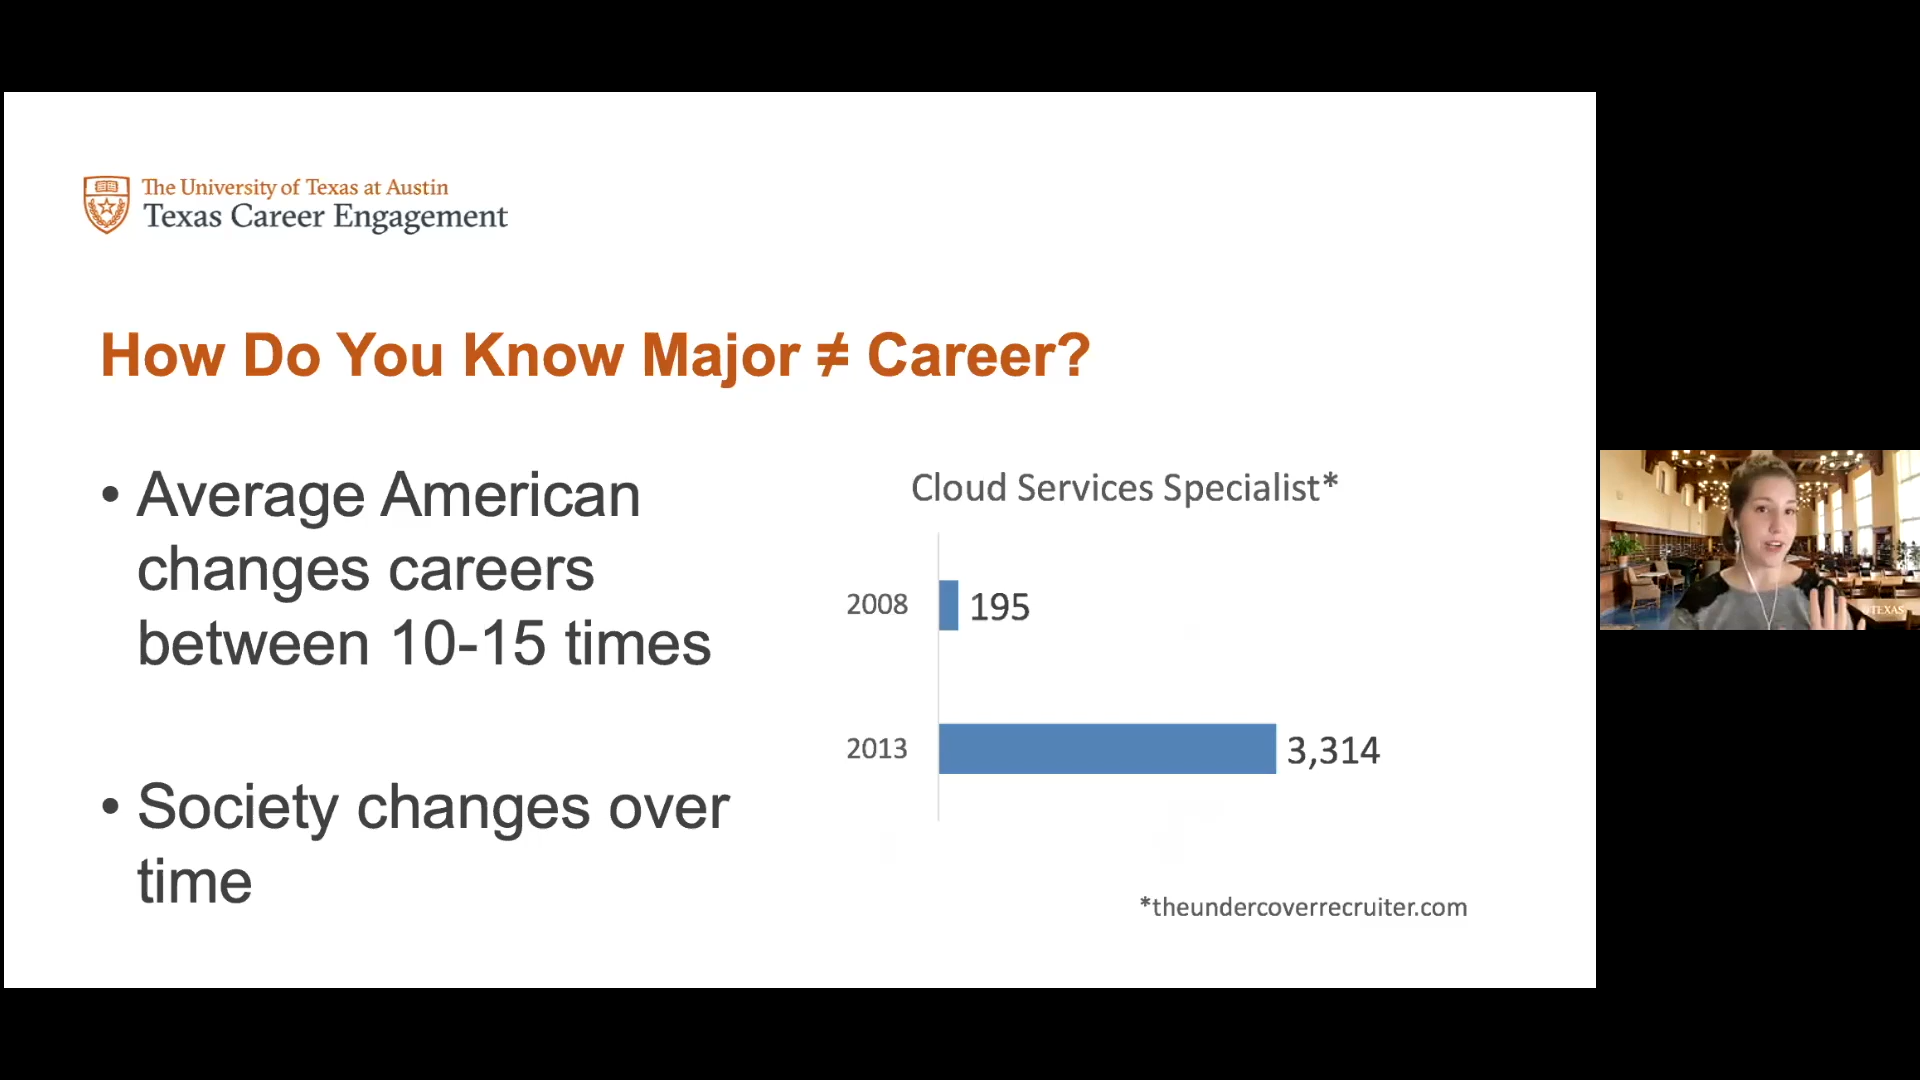 The University of Texas at Austin
Texas Career Engagement
How Do You Know Major ≠ Career?
• Average American
changes careers
between 10-15 times
• Society changes over
time
Cloud Services Specialist*
2008 195
2013 3,314
*theundercoverrecruiter.com
TEXAS